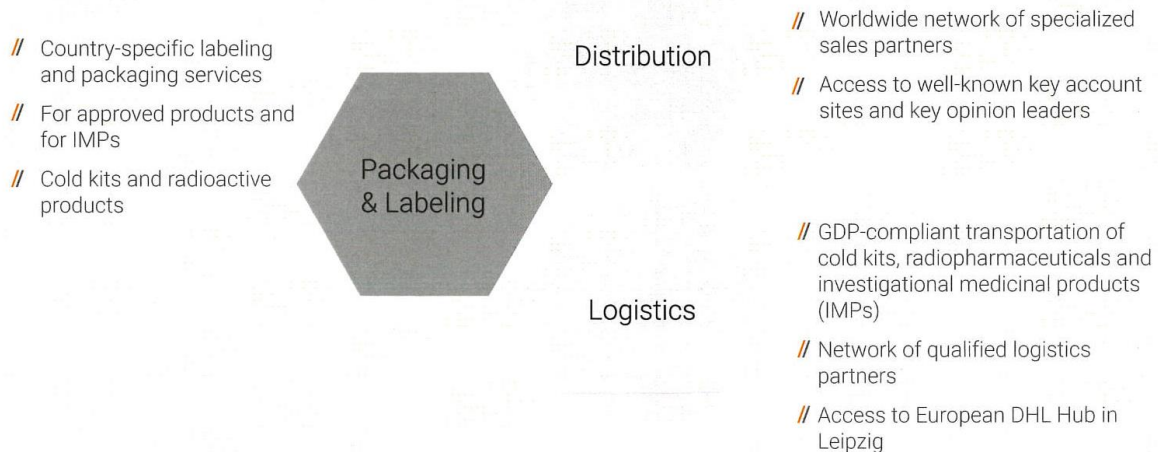 Country-specific labeling
and packaging services
For approved products and
for IMPs
Cold kits and radioactive
products
Packaging
& Labeling
Distribution
Worldwide network of specialized
sales partners
Access to well-known key account
sites and key opinion leaders
Logistics
GDP-compliant transportation of
cold kits, radiopharmaceuticals and
investigational medicinal products
(IMPs)
Network of qualified logistics
partners
Access to European DHL Hub in
Leipzig